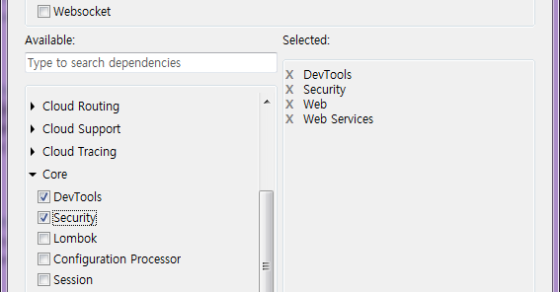 Websocket
Available:
Type to search dependencies
Cloud Routing
Cloud Support
Cloud Tracing
Core
DevTools
Security
Lombok
Configuration Processor
Session
Selected:
X DevTools
X Security
X Web
X Web Services